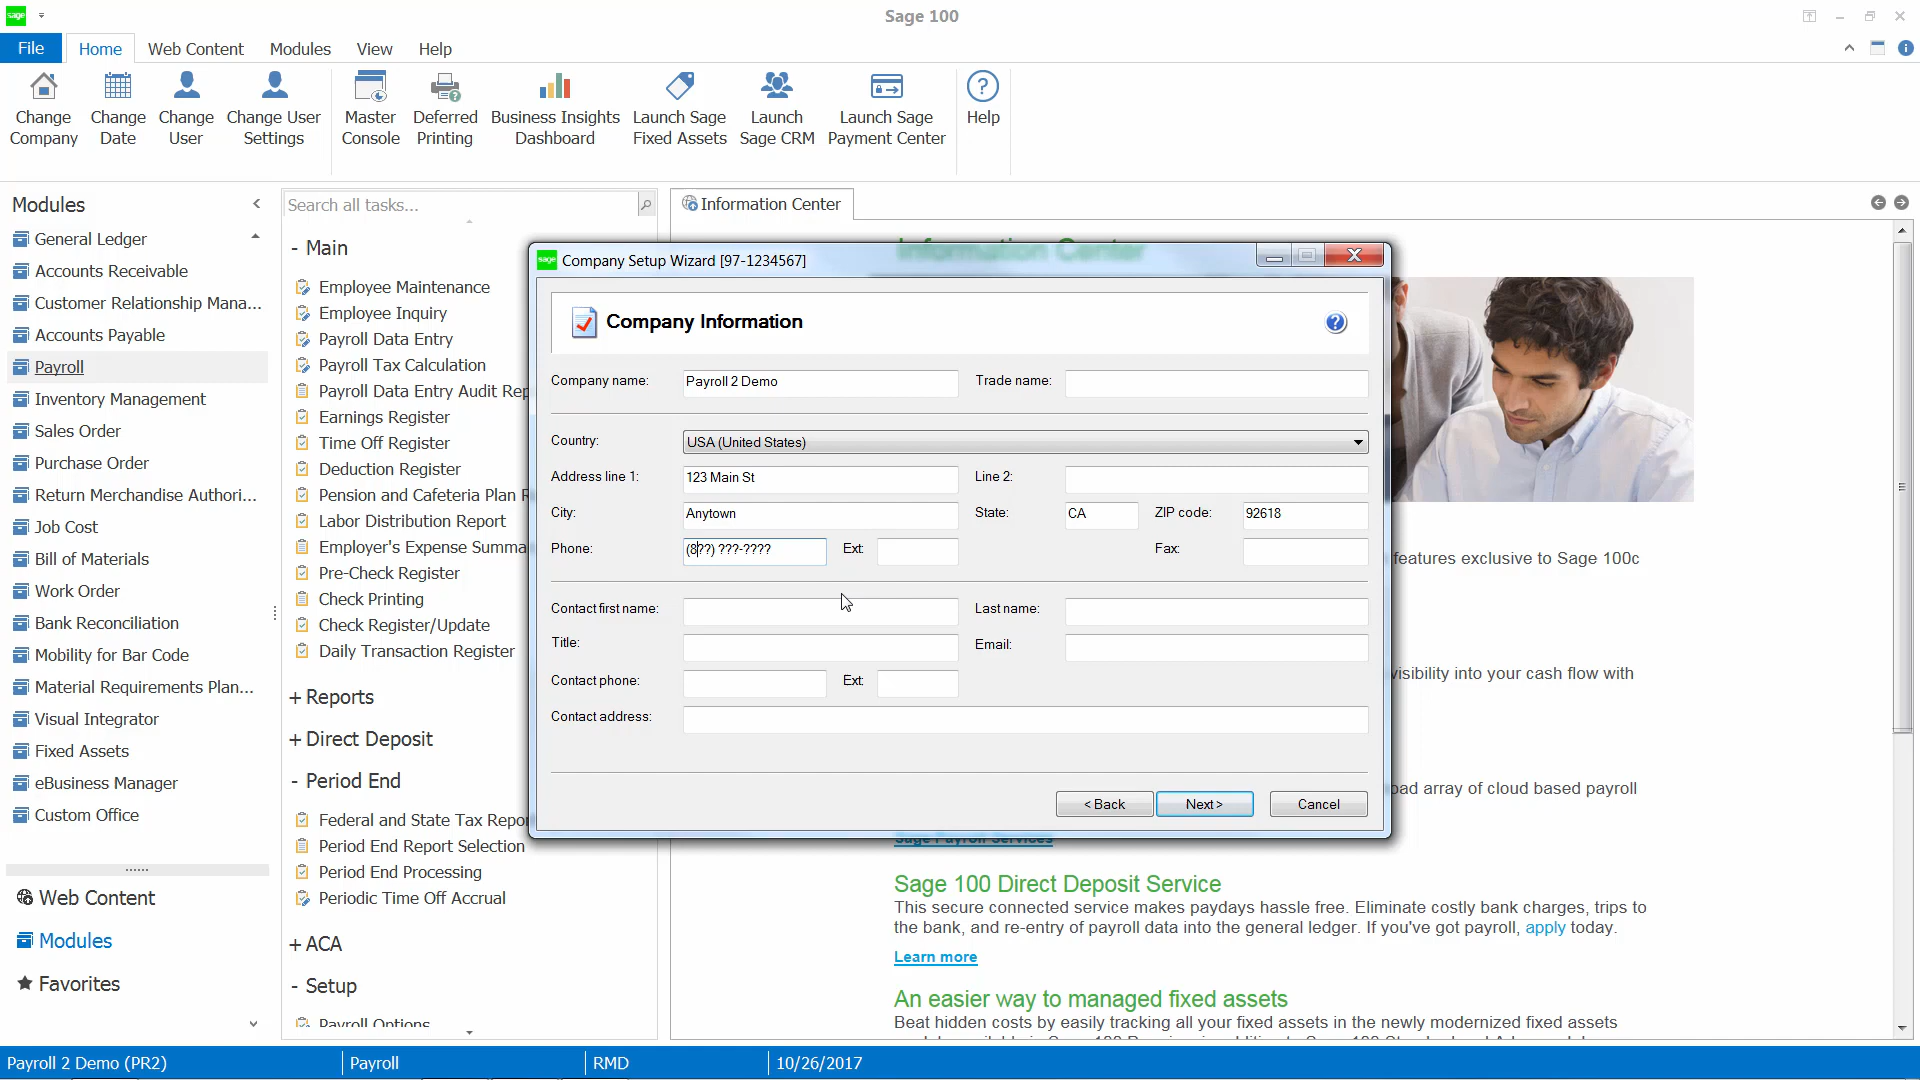 sage
Sage 100
File
Home
Web Content
Modules
View
Help
Change
Company
Change
Date
Change
User
Change User
Settings
Master
Console
Deferred
Printing
Business Insights
Dashboard
Launch Sage
Fixed Assets
Launch
Sage CRM
Launch Sage
Payment Center
Help
Modules
General Ledger
Accounts Receivable
Customer Relationship Mana...
Accounts Payable
Payroll
Inventory Management
Sales Order
Purchase Order
Return Merchandise Authori...
Job Cost
Bill of Materials
Work Order
Bank Reconciliation
Mobility for Bar Code
Material Requirements Plan...
Visual Integrator
Fixed Assets
eBusiness Manager
Custom Office
Web Content
Modules
Favorites
Search all tasks...
- Main
Employee Maintenance
Employee Inquiry
Payroll Data Entry
Payroll Tax Calculation
Payroll Data Entry Audit Rep
Earnings Register
Time Off Register
Deduction Register
Pension and Cafeteria Plan R
Labor Distribution Report
Employer's Expense Summa
Pre-Check Register
Check Printing
Check Register/Update
Daily Transaction Register
+ Reports
+ Direct Deposit
- Period End
Federal and State Tax Repo
Period End Report Selection
Period End Processing
Periodic Time Off Accrual
+ ACA
- Setup
Payroll Options
Information Center
Information Center
sage
Company Setup Wizard [97-1234567]
Company Information
Company name:
Payroll 2 Demo
Trade name:
Country:
USA (United States)
Address line 1:
123 Main St
Line 2:
City:
Anytown
State:
CA
ZIP code:
92618
Phone:
(8??) ???-????
Ext:
Fax:
Contact first name:
Last name:
Title:
Email:
Contact phone:
Ext:
Contact address:
< Back
Next >
Cancel
features exclusive to Sage 100c
visibility into your cash flow with
oad array of cloud based payroll
Sage Payroll Services
Sage 100 Direct Deposit Service
This secure connected service makes paydays hassle free. Eliminate costly bank charges, trips to
the bank, and re-entry of payroll data into the general ledger. If you've got payroll, apply today.
Learn more
An easier way to managed fixed assets
Beat hidden costs by easily tracking all your fixed assets in the newly modernized fixed assets
Payroll 2 Demo (PR2)
Payroll
RMD
10/26/2017